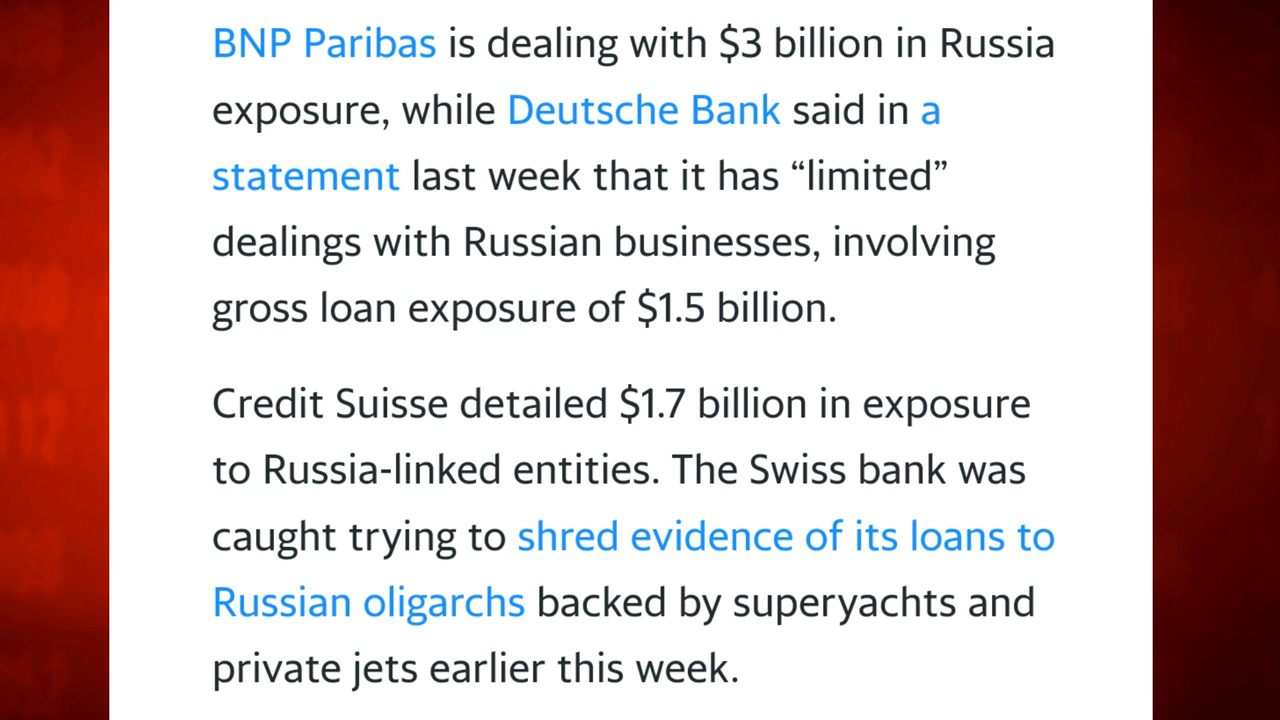 BNP Paribas is dealing with $3 billion in Russia
exposure, while Deutsche Bank said in a
statement last week that it has “limited”
dealings with Russian businesses, involving
gross loan exposure of $1.5 billion.
Credit Suisse detailed $1.7 billion in exposure
to Russia-linked entities. The Swiss bank was
caught trying to shred evidence of its loans to
Russian oligarchs backed by superyachts and
private jets earlier this week.